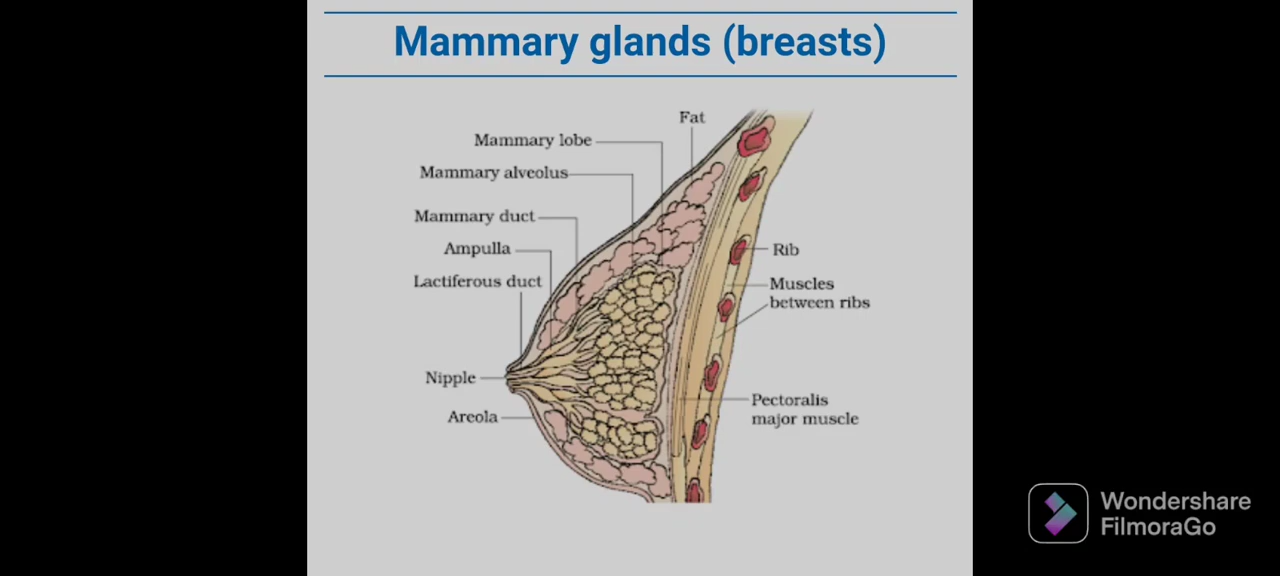 Mammary glands (breasts)
Fat
Mammary lobe
Mammary alveolus
Mammary duct
Ampulla
Lactiferous duct
Nipple
Areola
Rib
Muscles
between ribs
Pectoralis
major muscle
Wondershare
FilmoraGo